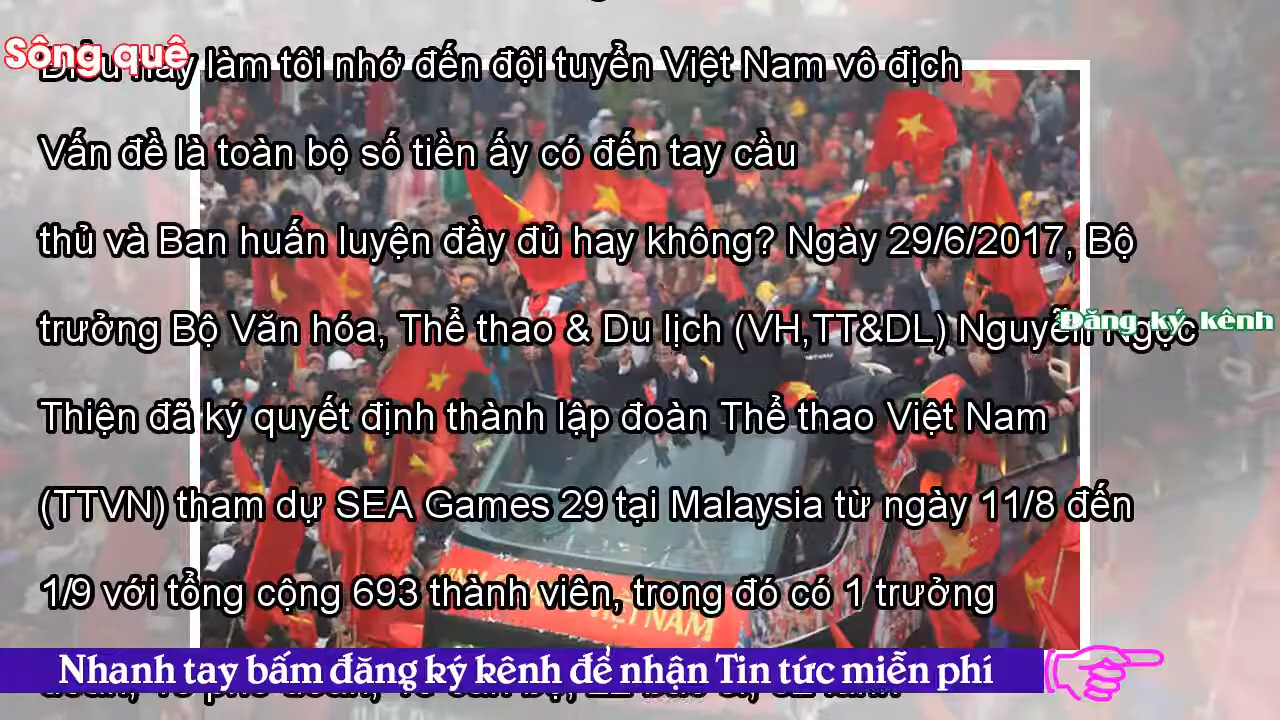 Sông quê
này làm tôi nhớ đến đội tuyển Việt Nam vô địch
Vấn đề là toàn bộ số tiền ấy có đến tay cầu
thủ và Ban huấn luyện đầy đủ hay không? Ngày 29/6/2017, Bộ
trưởng Bộ Văn hóa, Thể thao & Du lịch (VH,TT&DL) Nguyễn Ngọc
Đăng ký kênh
Thiện đã ký quyết định thành lập đoàn Thể thao Việt Nam
(TTVN) tham dự SEA Games 29 tại Malaysia từ ngày 11/8 đến
1/9 với tổng cộng 693 thành viên, trong đó có 1 trưởng
VIỆT NAM
Nhanh tay bấm đăng ký kênh để nhận Tin tức miễn phí